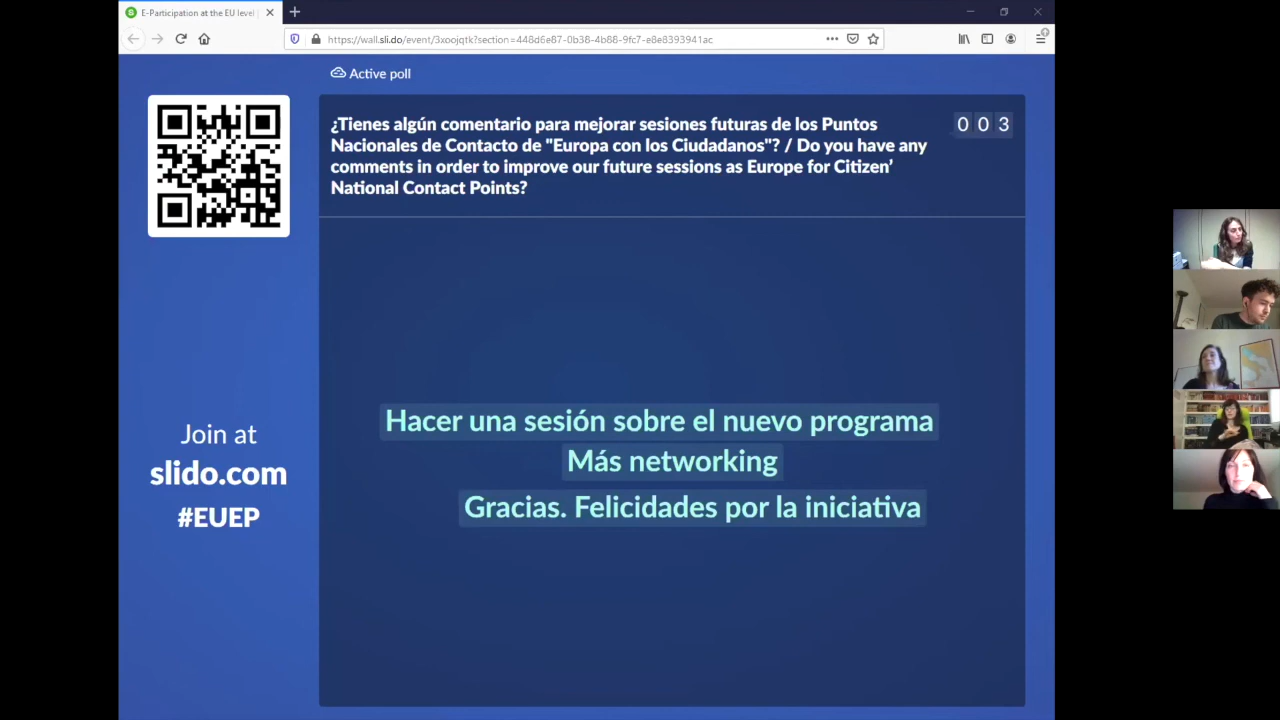 E-Participation at the EU level
https://wall.sli.do/event/3xoojqtk?section=448d6e87-0b38-4b88-9fc7-e8e8393941ac
Active poll
¿Tienes algún comentario para mejorar sesiones futuras de los Puntos
Nacionales de Contacto de "Europa con los Ciudadanos"? / Do you have any
comments in order to improve our future sessions as Europe for Citizen’
National Contact Points?
0 0 3
Hacer una sesión sobre el nuevo programa
Más networking
Gracias. Felicidades por la iniciativa
Join at
slido.com
#EUEP